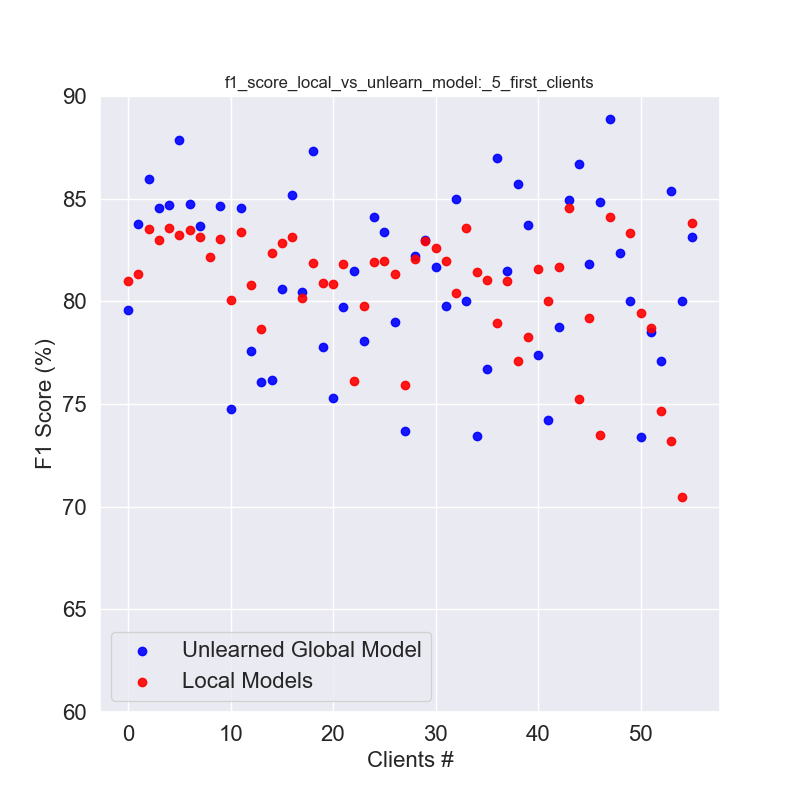 f1_score_local_vs_unlearn_model:_5_first_clients
90
85
80
75
70
65
60
F1 Score (%)
Unlearned Global Model
Local Models
0 10 20 30 40 50
Clients #